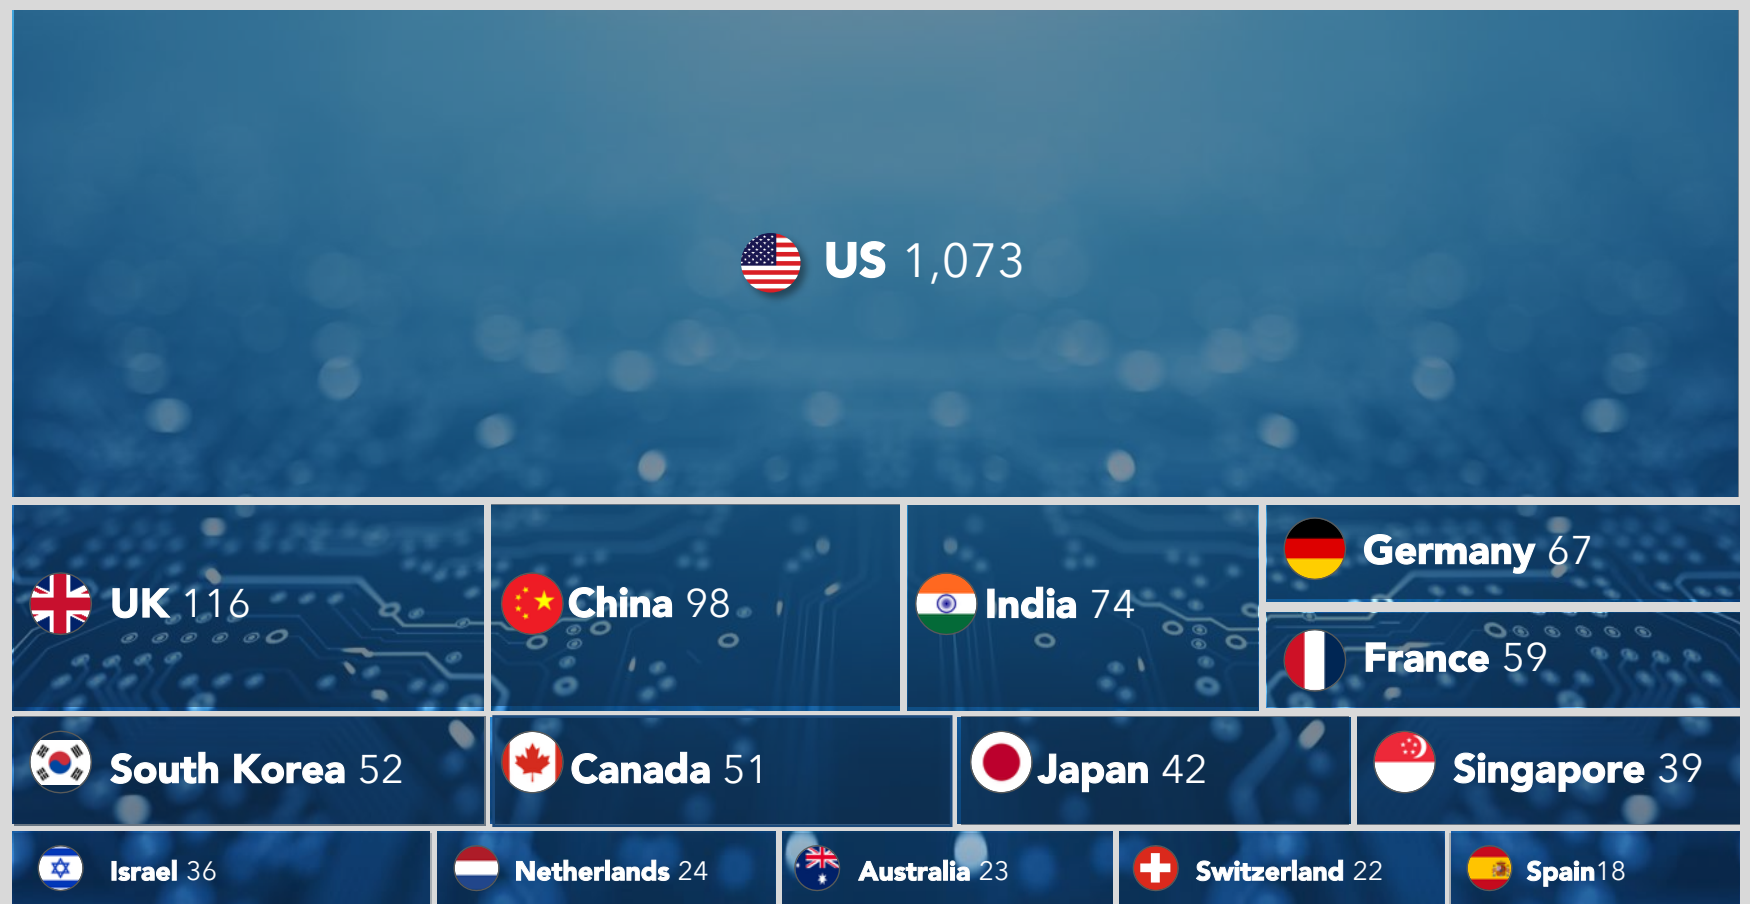 US 1,073
UK 116
China 98
India 74
Germany 67
France 59
South Korea 52
Canada 51
Japan 42
Singapore 39
Israel 36
Netherlands 24
Australia 23
Switzerland 22
Spain18